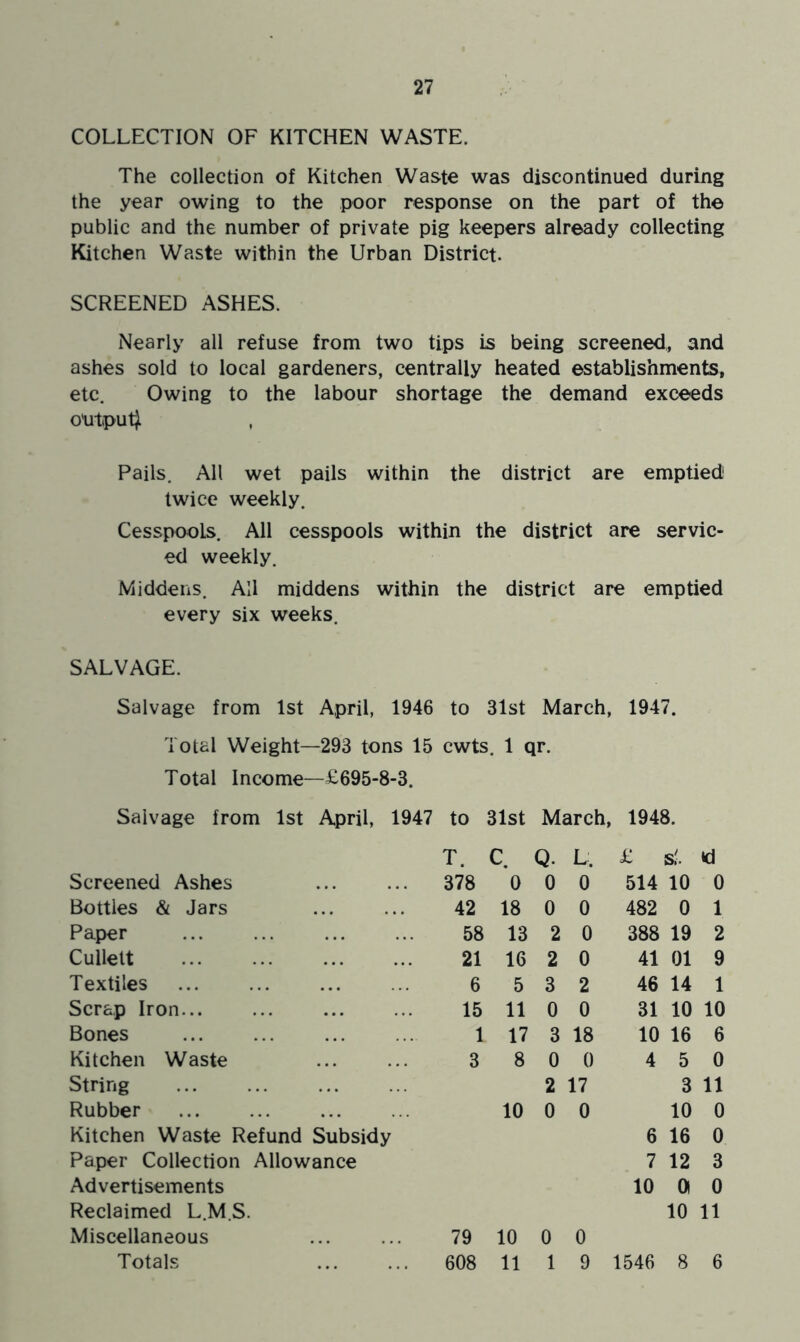 27
COLLECTION OF KITCHEN WASTE.
The collection of Kitchen Waste was discontinued during
the year owing to the poor response on the part of the
public and the number of private pig keepers already collecting
Kitchen Waste within the Urban District.
SCREENED ASHES.
Nearly all refuse from two tips is being screened, and
ashes sold to local gardeners, centrally heated establishments,
etc. Owing to the labour shortage the demand exceeds
output
Pails. All wet pails within the district are emptied
twice weekly.
Cesspools. All cesspools within the district are servic-
ed weekly.
Middens. All middens within the district are emptied
every six weeks.
SALVAGE.
Salvage from 1st April, 1946 to 31st March, 1947.
Total Weight—293 tons 15 cwts. 1 qr.
Total Income—£695-8-3.
Salvage from 1st April, 1947 to 31st March, 1948.
T. C. Q. L. £ s. d
Screened Ashes ... ... 378 0 0 0 514 10 0
Bottles & Jars ... ... 42 18 0 0 482 0 1
Paper ... ... ... ... 58 13 2 0 388 19 2
Cullett ... ... ... ... 21 16 2 0 41 01 9
Textiles ... ... ... ... 6 5 3 2 46 14 1
Scrap Iron... ... ... ... 15 11 0 0 31 10 10
Bones ... ... ... ... 1 17 3 18 10 16 6
Kitchen Waste ... ... 3 8 0 0 4 5 0
String ... ... ... ... 2 17 3 11
Rubber ... ... ... ... 10 0 0 10 0
Kitchen Waste Refund Subsidy 6 16 0
Paper Collection Allowance 7 12 3
Advertisements 10 0 0
Reclaimed L.M.S. 10 11
Miscellaneous ... ... 79 10 0 0
Totals ... ... 608 11 1 9 1546 8 6